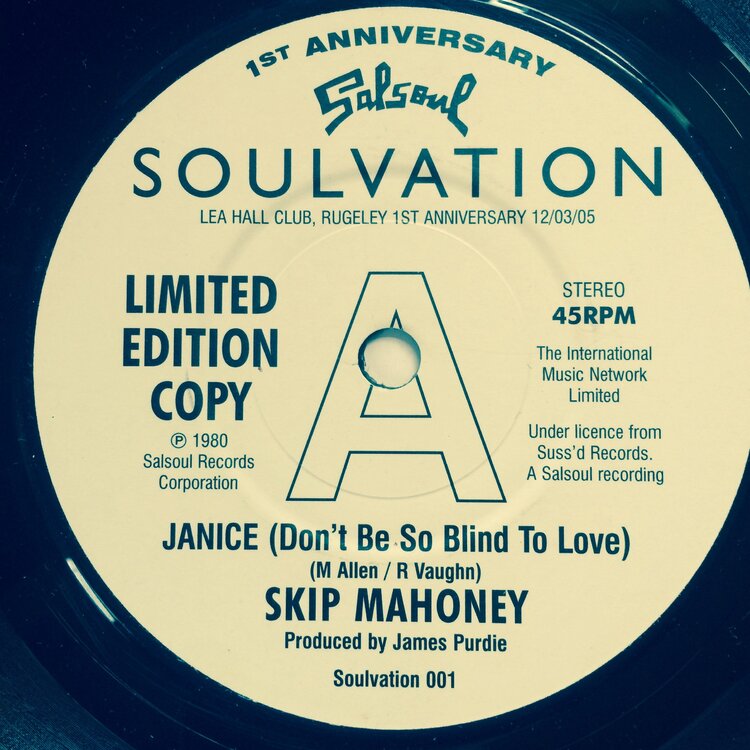 1ST ANNIVERSARY
Salsoul
SOULVATION
LEA HALL CLUB, RUGELEY 1ST ANNIVERSARY 12/03/05
LIMITED
EDITION
COPY
℗ 1980
Salsoul Records
Corporation
A
STEREO
45RPM
The International
Music Network
Limited
Under licence from
Suss'd Records.
A Salsoul recording
JANICE (Don't Be So Blind To Love)
(M Allen / R Vaughn)
SKIP MAHONEY
Produced by James Purdie
Soulvation 001